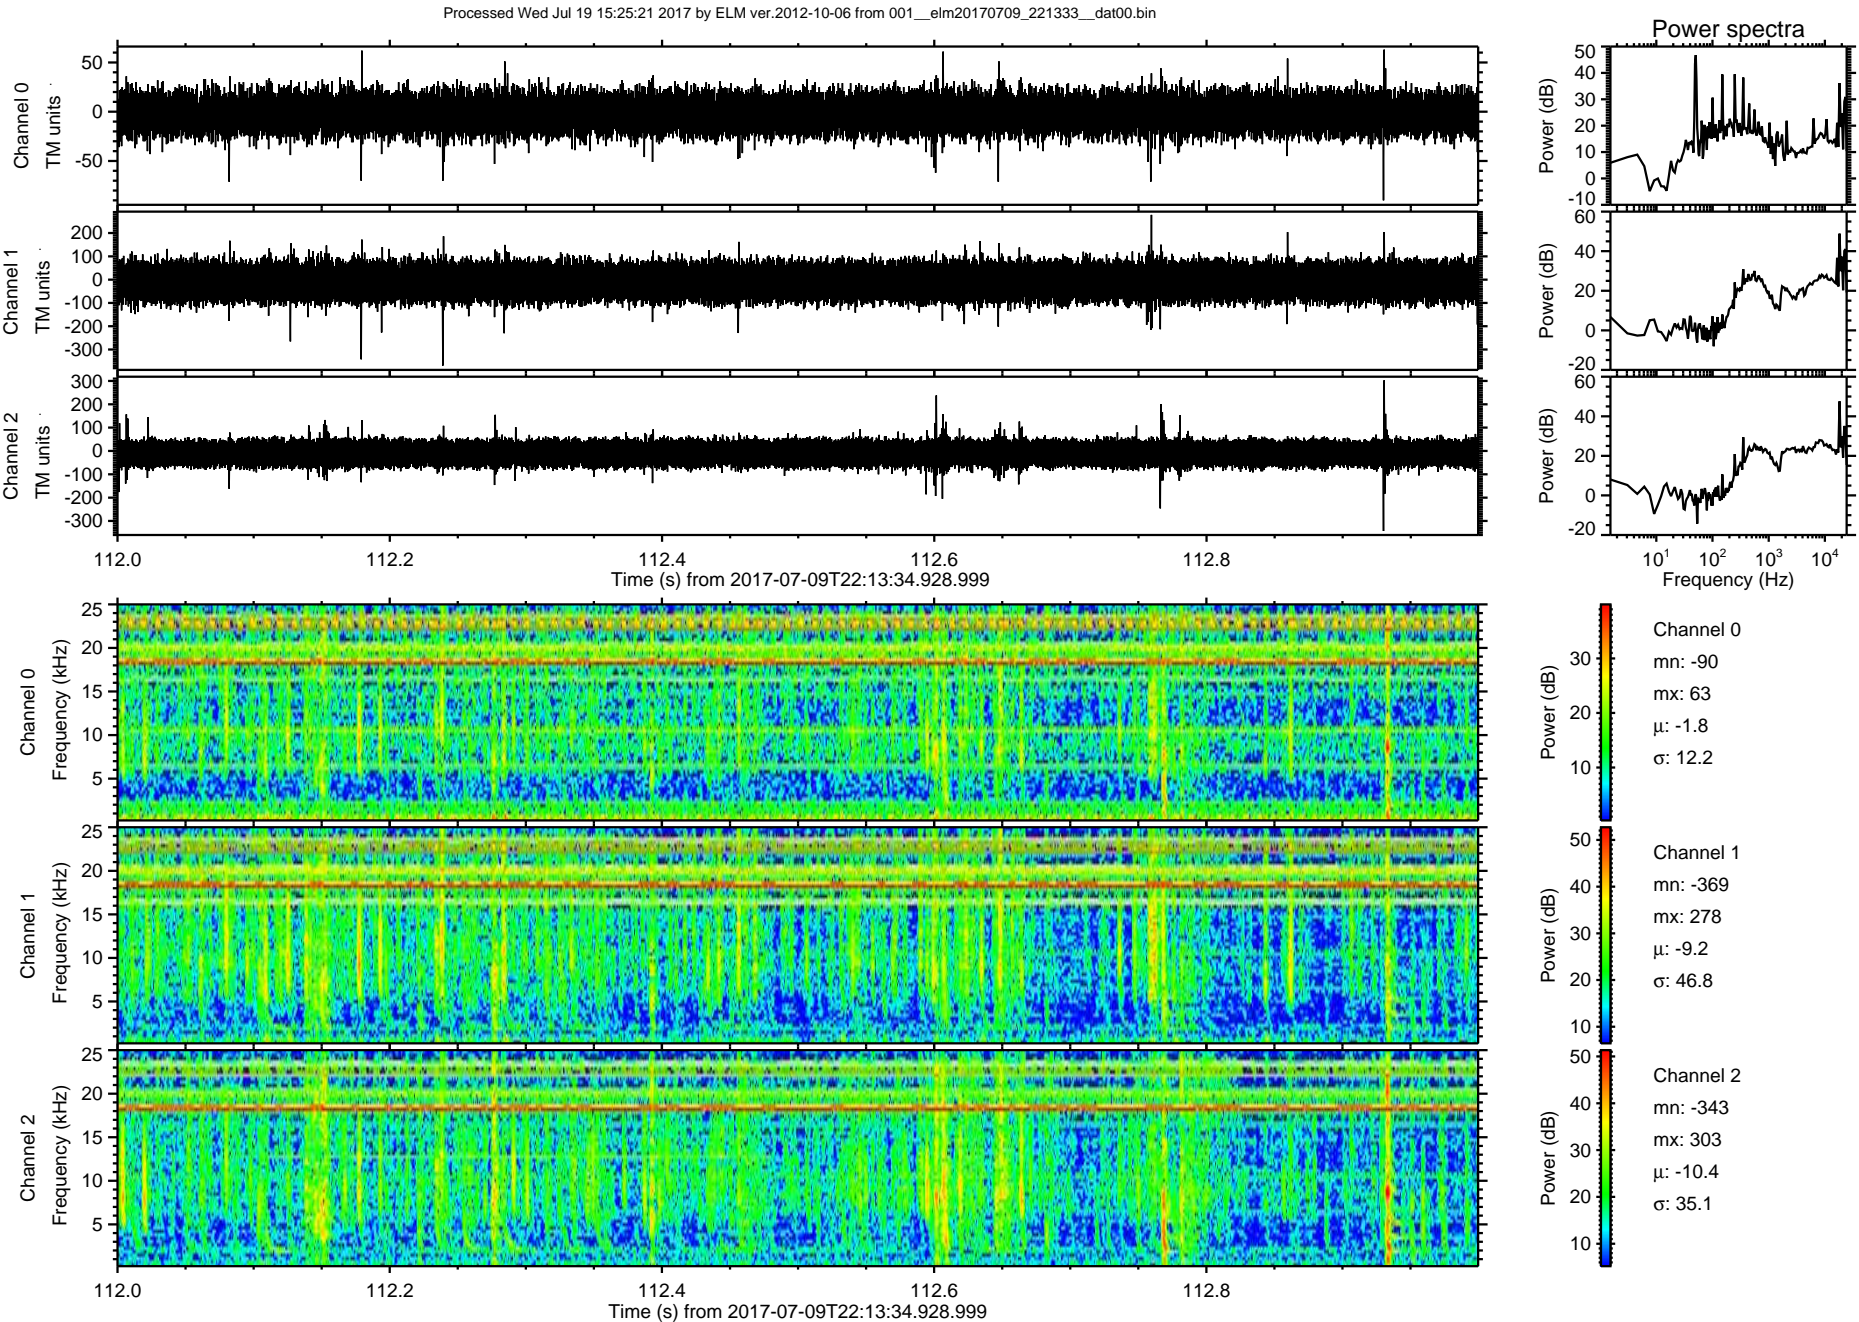 Processed Wed Jul 19 15:25:21 2017 by ELM ver.2012-10-06 from 001__elm20170709_221333__dat00.bin
Power spectra
Channel 0
TM units
50
0
-50
Power (dB)
50
40
30
20
10
0
-10
Channel 1
TM units
200
100
0
-100
-200
-300
Power (dB)
60
40
20
0
-20
Channel 2
TM units
300
200
100
0
-100
-200
-300
Power (dB)
60
40
20
0
-20
112.0 112.2 112.4 112.6 112.8
Time (s) from 2017-07-09T22:13:34.928.999
10^1 10^2 10^3 10^4
Frequency (Hz)
Channel 0
Frequency (kHz)
25
20
15
10
5
Power (dB)
30
20
10
Channel 0
mn: -90
mx: 63
µ: -1.8
σ: 12.2
Channel 1
Frequency (kHz)
25
20
15
10
5
Power (dB)
50
40
30
20
10
Channel 1
mn: -369
mx: 278
µ: -9.2
σ: 46.8
Channel 2
Frequency (kHz)
25
20
15
10
5
Power (dB)
50
40
30
20
10
Channel 2
mn: -343
mx: 303
µ: -10.4
σ: 35.1
112.0 112.2 112.4 112.6 112.8
Time (s) from 2017-07-09T22:13:34.928.999